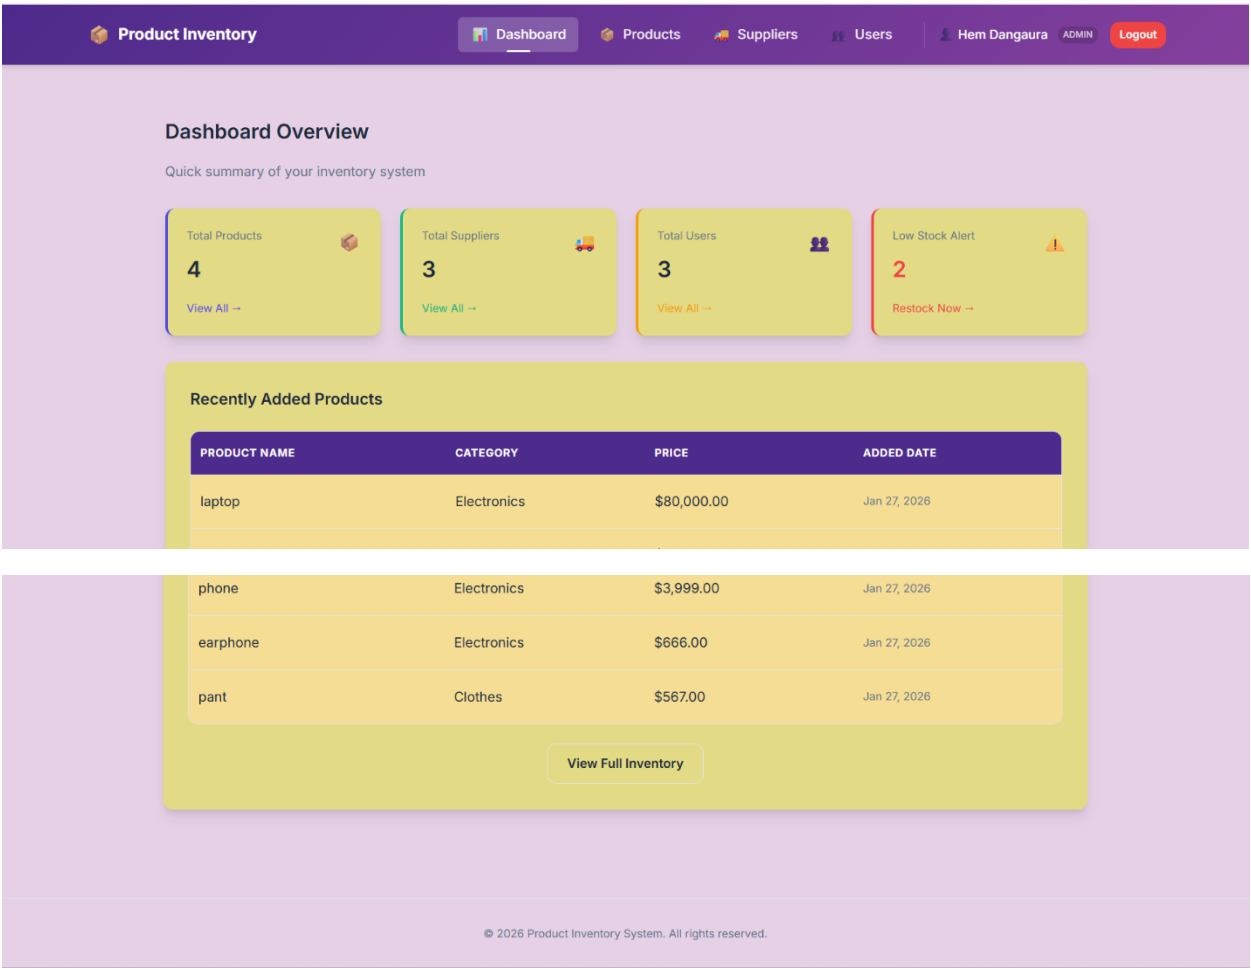 Product Inventory Dashboard Products Suppliers Users Hem Dangaura ADMIN Logout
Dashboard Overview
Quick summary of your inventory system
Total Products
4
View All →
Total Suppliers
3
View All →
Total Users
3
View All →
Low Stock Alert
2
Restock Now →
Recently Added Products
PRODUCT NAME CATEGORY PRICE ADDED DATE
laptop Electronics $80,000.00 Jan 27, 2026
phone Electronics $3,999.00 Jan 27, 2026
earphone Electronics $666.00 Jan 27, 2026
pant Clothes $567.00 Jan 27, 2026
View Full Inventory
© 2026 Product Inventory System. All rights reserved.